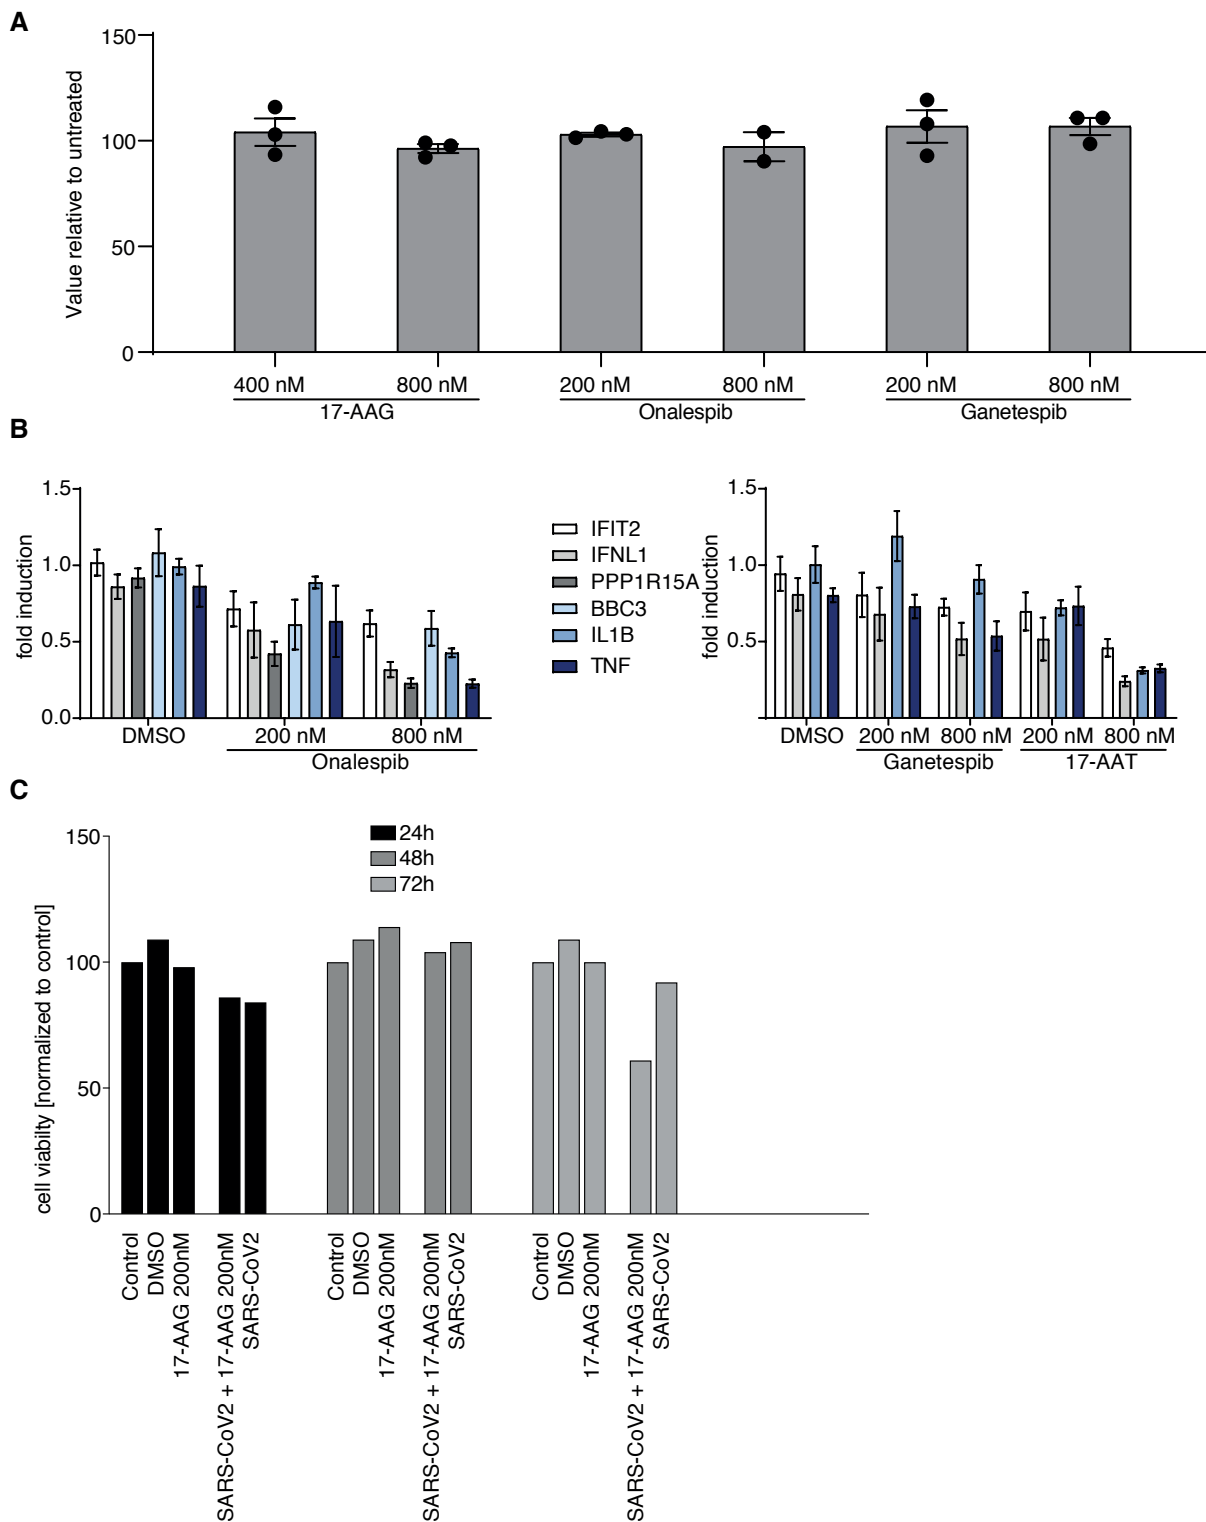 A
150
100
50
0
Value relative to untreated
400 nM 800 nM 200 nM 800 nM 200 nM 800 nM
17-AAG Onalespib Ganetespib
B
1.5
1.0
0.5
0.0
fold induction
DMSO 200 nM 800 nM
Onalespib
IFIT2
IFNL1
PPP1R15A
BBC3
IL1B
TNF
1.5
1.0
0.5
fold induction
DMSO 200 nM 800 nM 200 nM 800 nM
Ganetespib 17-AAT
C
150
100
50
0
cell viabilty [normalized to control]
24h
48h
72h
Control
DMSO
17-AAG 200nM
SARS-CoV2 + 17-AAG 200nM
SARS-CoV2
Control
DMSO
17-AAG 200nM
SARS-CoV2 + 17-AAG 200nM
SARS-CoV2
Control
DMSO
17-AAG 200nM
SARS-CoV2 + 17-AAG 200nM
SARS-CoV2